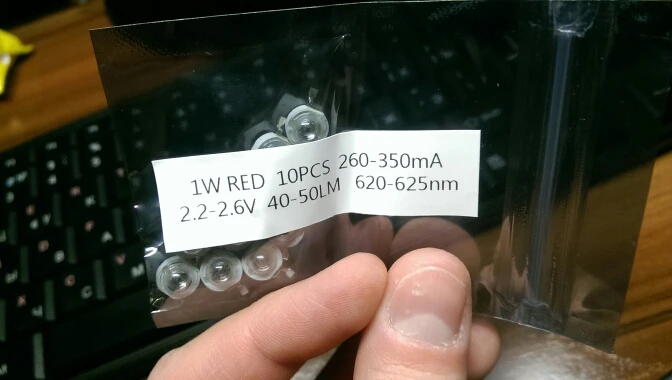 1W RED 10PCS 260-350mA
2.2-2.6V 40-50LM 620-625nm